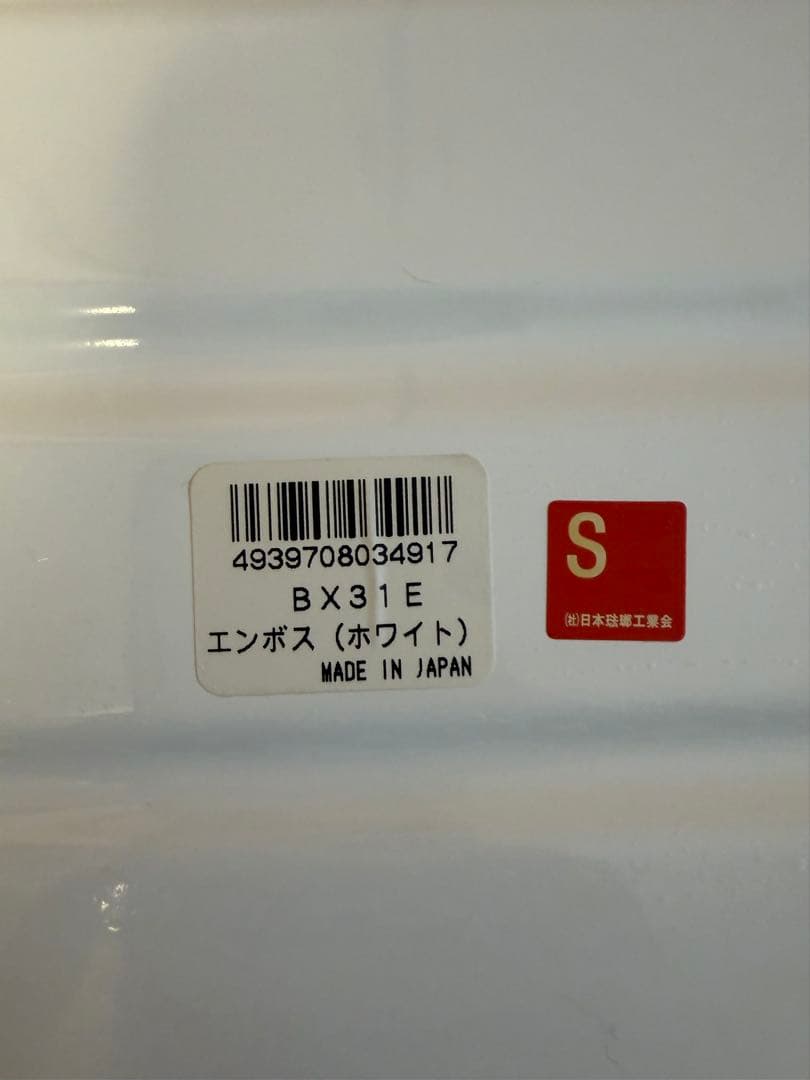 4939708034917
BX31E
エンボス（ホワイト）
MADE IN JAPAN
S
㈳日本琺瑯工業会